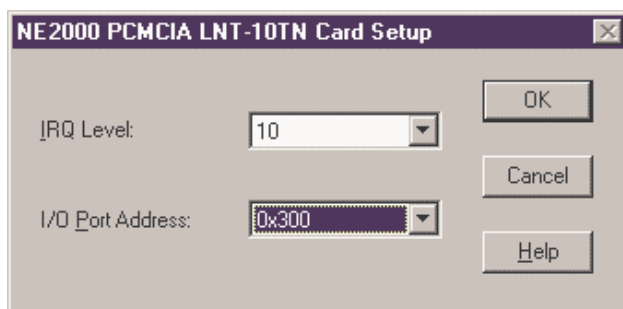 NE2000 PCMCIA LNT-10TN Card Setup
OK
IRQ Level:
10
Cancel
I/O Port Address:
0x300
Help